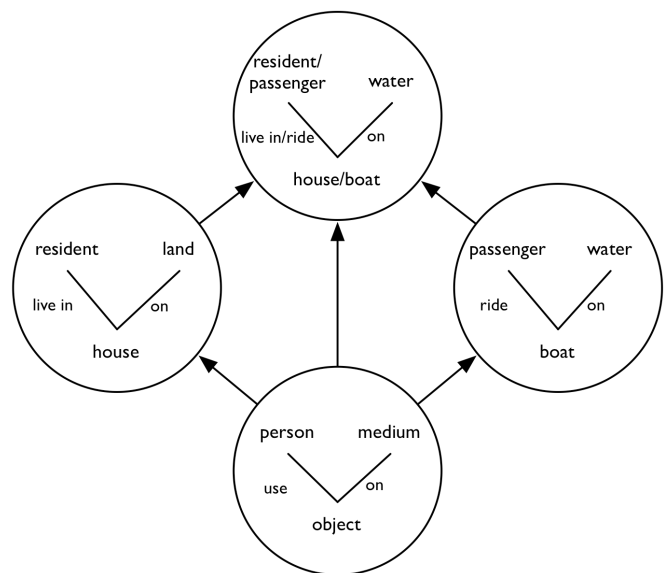 resident/
passenger
water
live in/ride
on
house/boat
resident
land
live in
on
house
passenger
water
ride
on
boat
person
medium
use
on
object